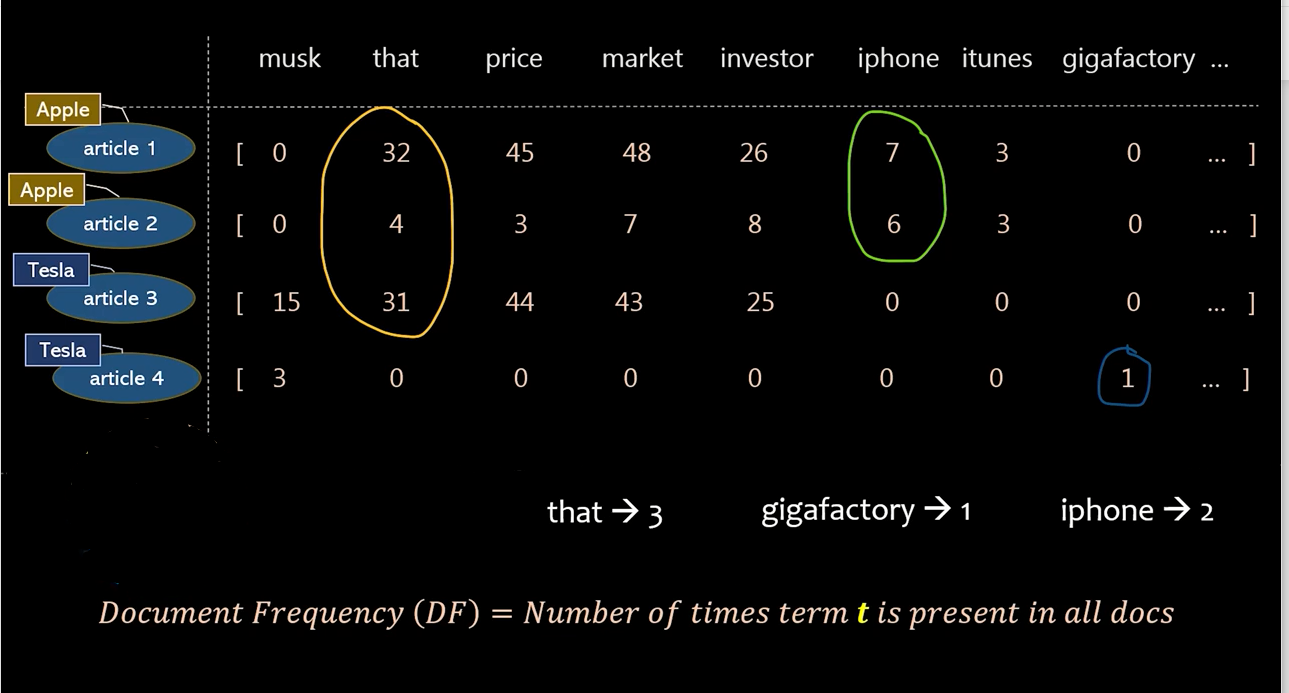 musk that price market investor iphone itunes gigafactory ...
Apple
article 1 [ 0 32 45 48 26 7 3 0 ... ]
Apple
article 2 [ 0 4 3 7 8 6 3 0 ... ]
Tesla
article 3 [ 15 31 44 43 25 0 0 0 ... ]
Tesla
article 4 [ 3 0 0 0 0 0 0 1 ... ]
that → 3 gigafactory → 1 iphone → 2
Document Frequency (DF) = Number of times term t is present in all docs